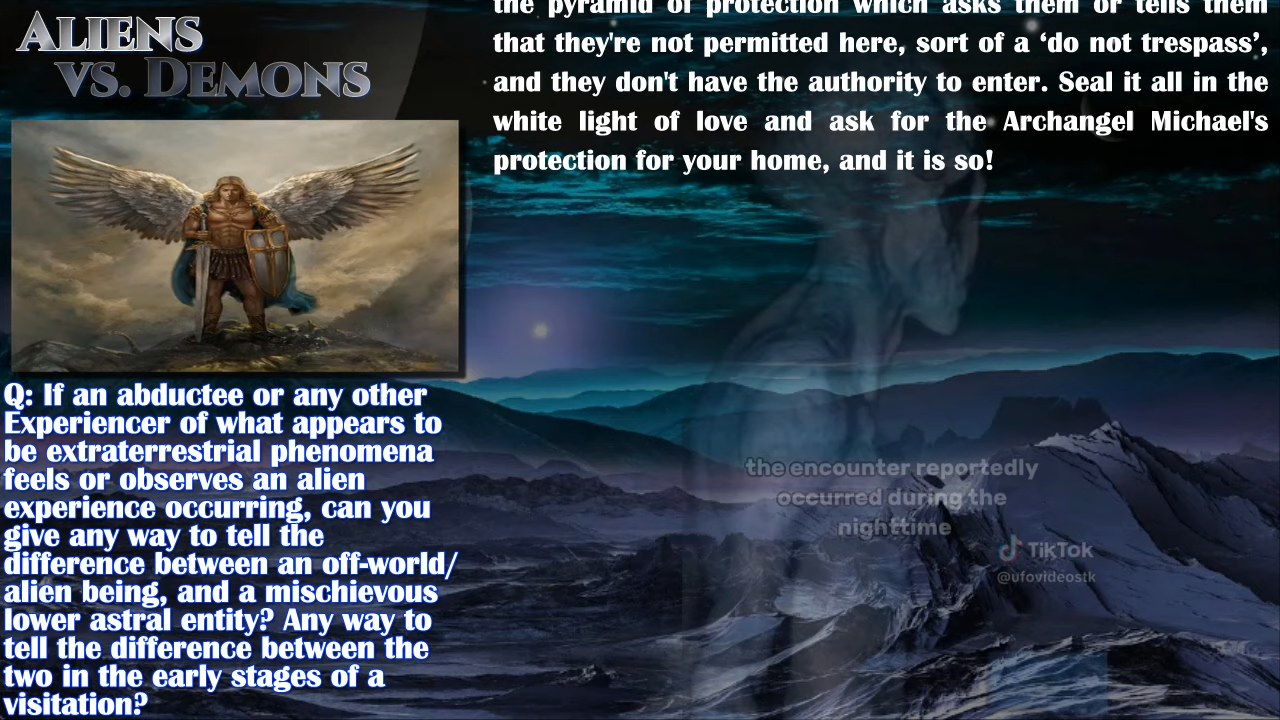 ALIENS
VS. DEMONS
the pyramid of protection which asks them or tells them
that they're not permitted here, sort of a ‘do not trespass’,
and they don't have the authority to enter. Seal it all in the
white light of love and ask for the Archangel Michael's
protection for your home, and it is so!
Q: If an abductee or any other
Experiencer of what appears to
be extraterrestrial phenomena
feels or observes an alien
experience occurring, can you
give any way to tell the
difference between an off-world/
alien being, and a mischievous
lower astral entity? Any way to
tell the difference between the
two in the early stages of a
visitation?
the encounter reportedly
occurred during the
nighttime
TikTok
@ufovideostk